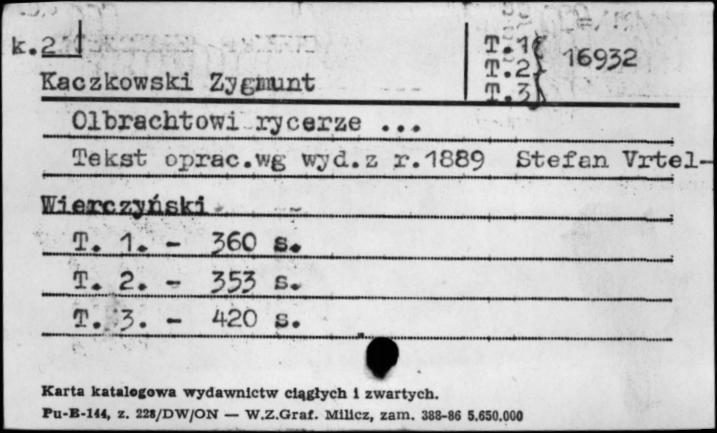 k.2
T.1
T.2
T.3
16932
Kaczkowski Zygmunt
Olbrachtowi rycerze ...
Tekst oprac.wg wyd.z r.1889 Stefan Vrtel-
Wierczyński
T. 1. - 360 s.
T. 2. - 353 s.
T. 3. - 420 s.
Karta katalogowa wydawnictw ciągłych i zwartych.
Pu-B-144, z. 228/DW/ON — W.Z.Graf. Milicz, zam. 388-86 5.650.000